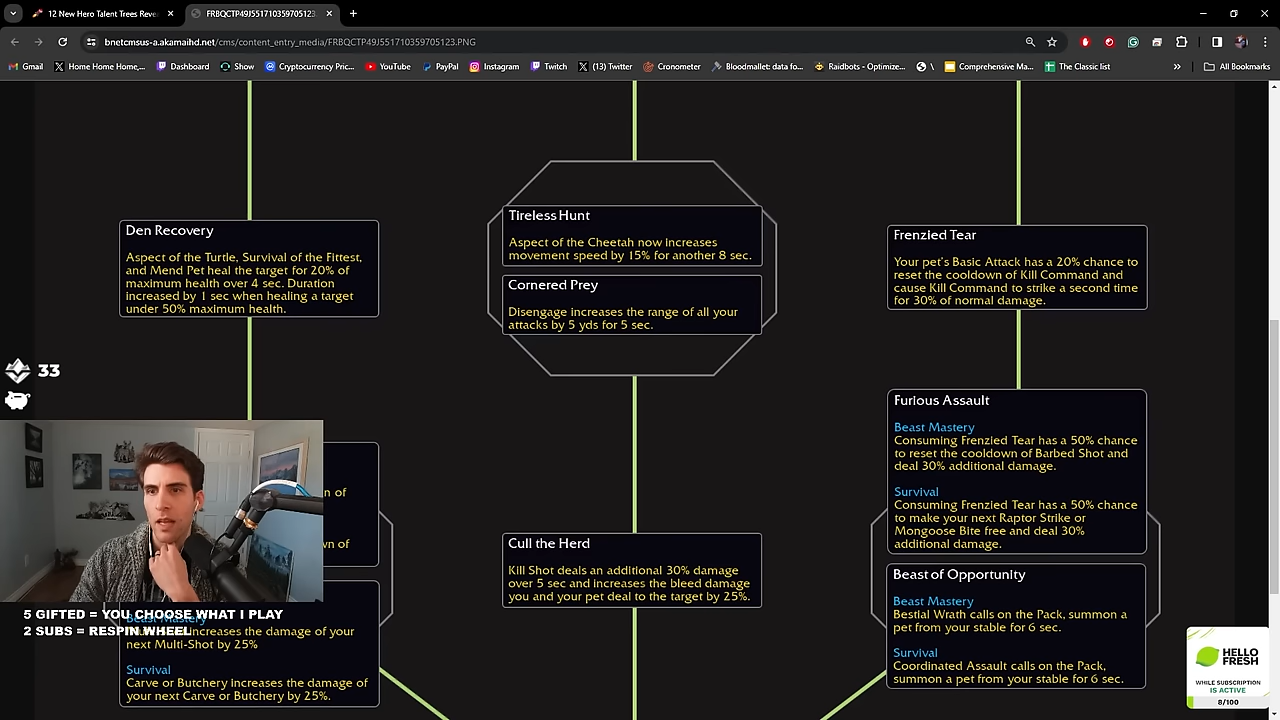 12 New Hero Talent Trees Reve
FRBQCTP49J551710359705123.
bnetcmsus-a.akamaihd.net/cms/content_entry_media/FRBQCTP49J551710359705123.PNG
Gmail
Home Home Home,...
Dashboard
Show
Cryptocurrency Pric...
YouTube
PayPal
Instagram
Twitch
(13) Twitter
Cronometer
Bloodmallet: data fo...
Raidbots - Optimize...
\
Comprehensive Ma...
The Classic list
All Bookmarks
Den Recovery
Aspect of the Turtle, Survival of the Fittest,
and Mend Pet heal the target for 20% of
maximum health over 4 sec. Duration
increased by 1 sec when healing a target
under 50% maximum health.
Tireless Hunt
Aspect of the Cheetah now increases
movement speed by 15% for another 8 sec.
Cornered Prey
Disengage increases the range of all your
attacks by 5 yds for 5 sec.
Frenzied Tear
Your pet's Basic Attack has a 20% chance to
reset the cooldown of Kill Command and
cause Kill Command to strike a second time
for 30% of normal damage.
33
Furious Assault
Beast Mastery
Consuming Frenzied Tear has a 50% chance
to reset the cooldown of Barbed Shot and
deal 30% additional damage.
Survival
Consuming Frenzied Tear has a 50% chance
to make your next Raptor Strike or
Mongoose Bite free and deal 30%
additional damage.
n of
wn of
Cull the Herd
Kill Shot deals an additional 30% damage
over 5 sec and increases the bleed damage
you and your pet deal to the target by 25%.
Beast of Opportunity
Beast Mastery
Bestial Wrath calls on the Pack, summon a
pet from your stable for 6 sec.
Survival
Coordinated Assault calls on the Pack,
summon a pet from your stable for 6 sec.
5 GIFTED = YOU CHOOSE WHAT I PLAY
2 SUBS = RESPIN WHEEL
Beast Mastery
increases the damage of your
next Multi-Shot by 25%
Survival
Carve or Butchery increases the damage of
your next Carve or Butchery by 25%.
HELLO
FRESH
WHILE SUBSCRIPTION
IS ACTIVE
8/100